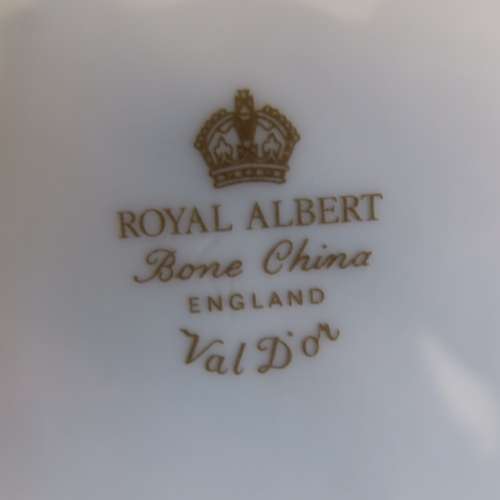 ROYAL ALBERT
Bone China
ENGLAND
Val D'or